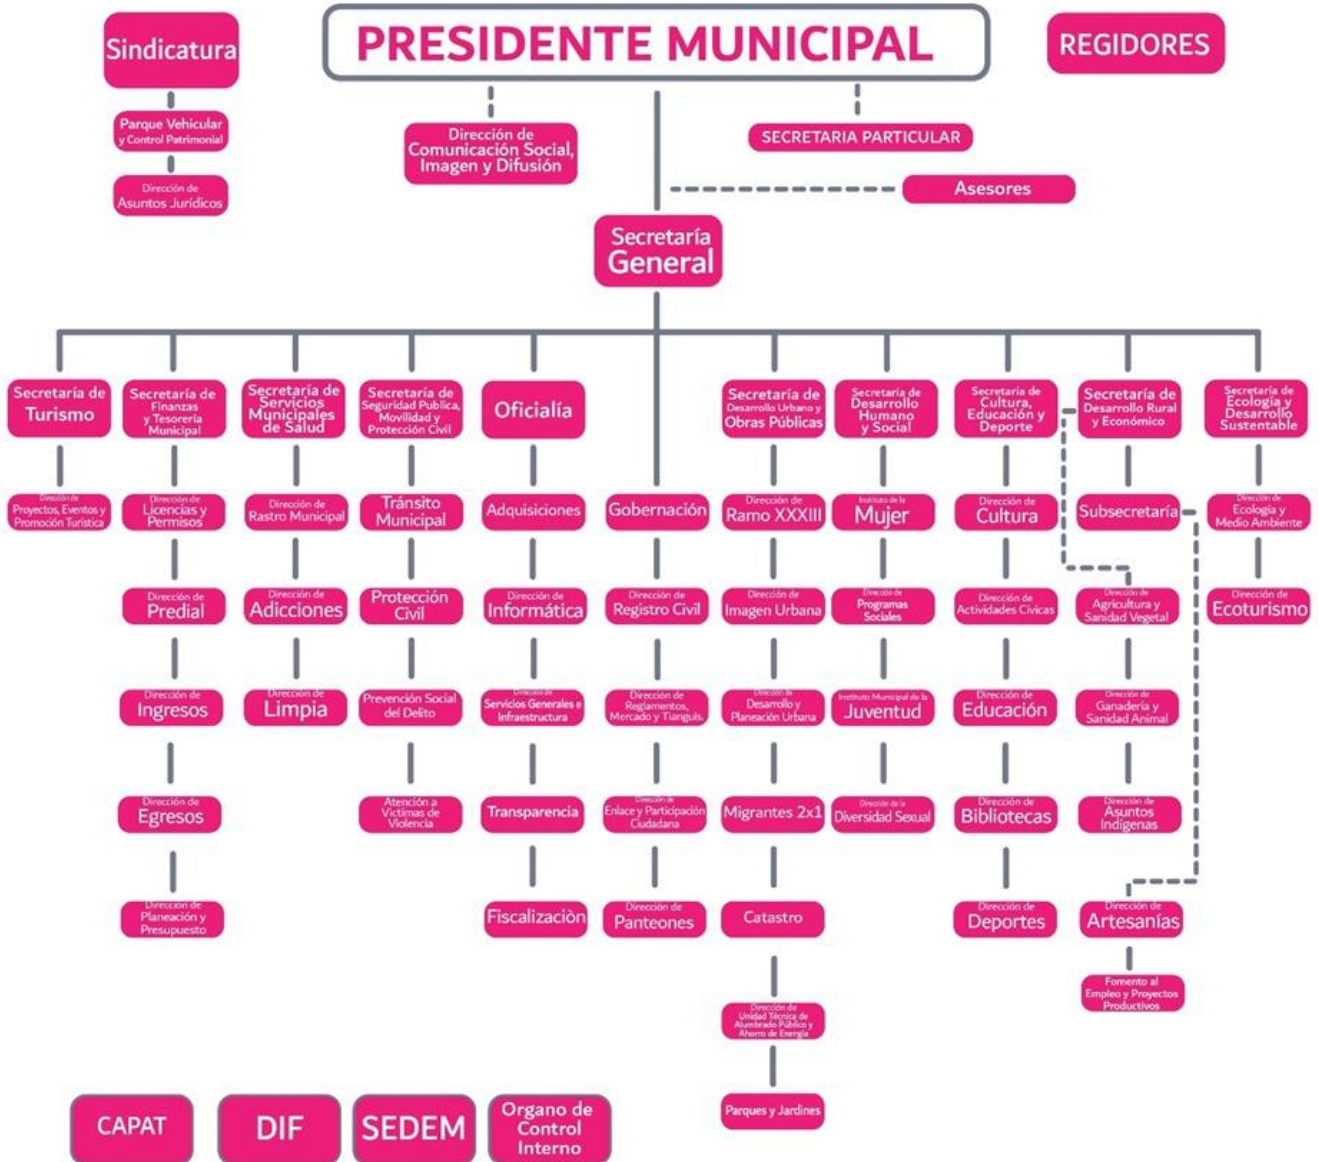 Sindicatura
PRESIDENTE MUNICIPAL
REGIDORES
Parque Vehicular
y Control Patrimonial
Dirección de
Asuntos Jurídicos
Dirección de
Comunicación Social,
Imagen y Difusión
SECRETARIA PARTICULAR
Asesores
Secretaría
General
Secretaría de
Turismo
Secretaría de
Finanzas
y Tesorería
Municipal
Secretaría de
Servicios
Municipales
de Salud
Secretaría de
Seguridad Publica,
Movilidad y
Protección Civil
Oficialía
Secretaría de
Desarrollo Urbano y
Obras Públicas
Secretaría de
Desarrollo
Humano
y Social
Secretaría de
Cultura,
Educación y
Deporte
Secretaría de
Desarrollo Rural
y Económico
Secretaría de
Ecología y
Desarrollo
Sustentable
Dirección de
Proyectos, Eventos y
Promoción Turística
Dirección de
Licencias y
Permisos
Dirección de
Rastro Municipal
Tránsito
Municipal
Adquisiciones
Gobernación
Dirección de
Ramo XXXIII
Instituto de la
Mujer
Dirección de
Cultura
Subsecretaría
Dirección de
Ecología y
Medio Ambiente
Dirección de
Predial
Dirección de
Adicciones
Protección
Civil
Dirección de
Informática
Dirección de
Registro Civil
Dirección de
Imagen Urbana
Dirección de
Programas
Sociales
Dirección de
Actividades Cívicas
Dirección de
Agricultura y
Sanidad Vegetal
Dirección de
Ecoturismo
Dirección de
Ingresos
Dirección de
Limpia
Prevención Social
del Delito
Dirección de
Servicios Generales e
Infraestructura
Dirección de
Reglamentos,
Mercado y Tianguis.
Dirección de
Desarrollo y
Planeación Urbana
Instituto Municipal de la
Juventud
Dirección de
Educación
Dirección de
Ganadería y
Sanidad Animal
Dirección de
Egresos
Atención a
Víctimas de
Violencia
Transparencia
Dirección de
Enlace y Participación
Ciudadana
Migrantes 2x1
Dirección de la
Diversidad Sexual
Dirección de
Bibliotecas
Dirección de
Asuntos
Indígenas
Dirección de
Planeación y
Presupuesto
Fiscalizaciòn
Dirección de
Panteones
Catastro
Dirección de
Deportes
Dirección de
Artesanías
Fomento al
Empleo y Proyectos
Productivos
Dirección de
Unidad Técnica de
Alumbrado Público y
Ahorro de Energía
Parques y Jardines
CAPAT
DIF
SEDEM
Organo de
Control
Interno